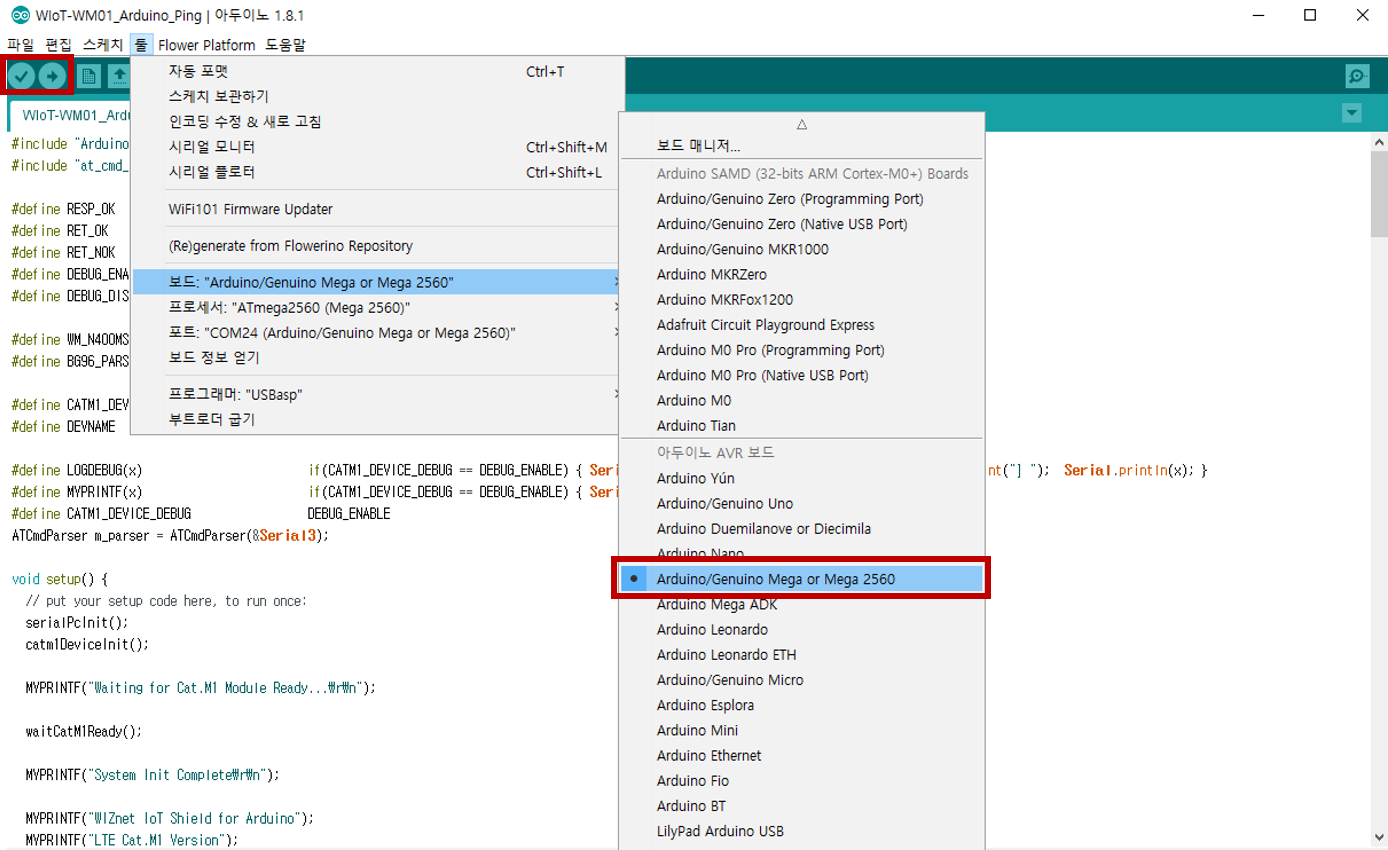 WIoT-WM01_Arduino_Ping | 아두이노 1.8.1
파일 편집 스케치 툴 Flower Platform 도움말
자동 포맷 Ctrl+T
스케치 보관하기
인코딩 수정 & 새로 고침
시리얼 모니터 Ctrl+Shift+M
시리얼 플로터 Ctrl+Shift+L
WiFi101 Firmware Updater
(Re)generate from Flowerino Repository
보드: "Arduino/Genuino Mega or Mega 2560"
프로세서: "ATmega2560 (Mega 2560)"
포트: "COM24 (Arduino/Genuino Mega or Mega 2560)"
보드 정보 얻기
프로그래머: "USBasp"
부트로더 굽기
보드 매니저...
Arduino SAMD (32-bits ARM Cortex-M0+) Boards
Arduino/Genuino Zero (Programming Port)
Arduino/Genuino Zero (Native USB Port)
Arduino/Genuino MKR1000
Arduino MKRZero
Arduino MKRFox1200
Adafruit Circuit Playground Express
Arduino M0 Pro (Programming Port)
Arduino M0 Pro (Native USB Port)
Arduino M0
Arduino Tian
아두이노 AVR 보드
Arduino Yún
Arduino/Genuino Uno
Arduino Duemilanove or Diecimila
Arduino Nano
Arduino/Genuino Mega or Mega 2560
Arduino Mega ADK
Arduino Leonardo
Arduino Leonardo ETH
Arduino/Genuino Micro
Arduino Esplora
Arduino Mini
Arduino Ethernet
Arduino Fio
Arduino BT
LilyPad Arduino USB
WIoT-WM01_Ardu
#include "Arduino
#include "at_cmd_
#define RESP_OK
#define RET_OK
#define RET_NOK
#define DEBUG_ENA
#define DEBUG_DIS
#define WM_N400MS
#define BG96_PARS
#define CATM1_DEV
#define DEVNAME
#define LOGDEBUG(x) if(CATM1_DEVICE_DEBUG == DEBUG_ENABLE) { Seri nt("] "); Serial.println(x); }
#define MYPRINTF(x) if(CATM1_DEVICE_DEBUG == DEBUG_ENABLE) { Seri
#define CATM1_DEVICE_DEBUG DEBUG_ENABLE
ATCmdParser m_parser = ATCmdParser(&Serial3);
void setup() {
// put your setup code here, to run once:
serialPcInit();
catm1DeviceInit();
MYPRINTF("Waiting for Cat.M1 Module Ready...₩r₩n");
waitCatM1Ready();
MYPRINTF("System Init Complete₩r₩n");
MYPRINTF("WIZnet IoT Shield for Arduino");
MYPRINTF("LTE Cat.M1 Version");